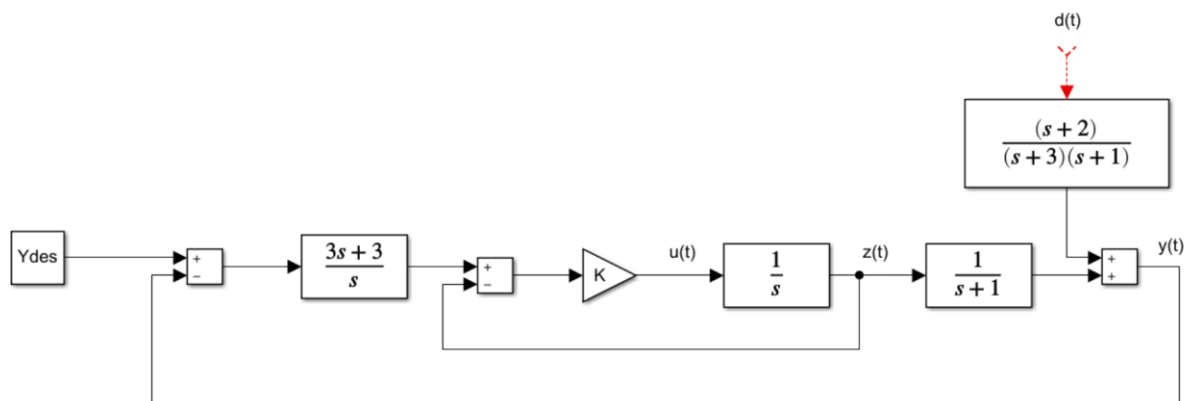 d(t)
(s + 2)
(s + 3)(s + 1)
Ydes
+
−
3s + 3
s
+
−
K
u(t)
1
s
z(t)
1
s + 1
+
+
y(t)